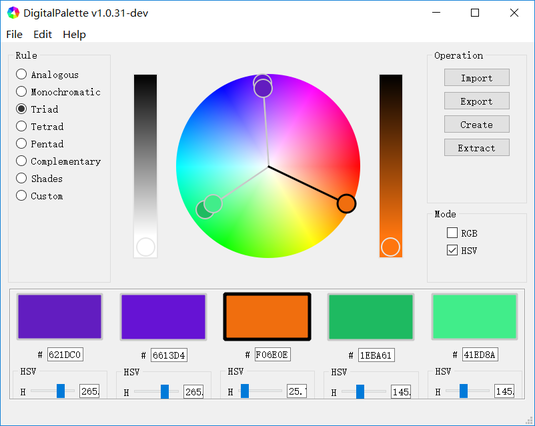 DigitalPalette v1.0.31-dev
File Edit Help
Rule
Analogous
Monochromatic
Triad
Tetrad
Pentad
Complementary
Shades
Custom
Operation
Import
Export
Create
Extract
Mode
RGB
HSV
# 621DC0 # 6613D4 # F06E0E # 1EBA61 # 41ED8A
HSV HSV HSV HSV HSV
H 265. H 265. H 25. H 145. H 145.